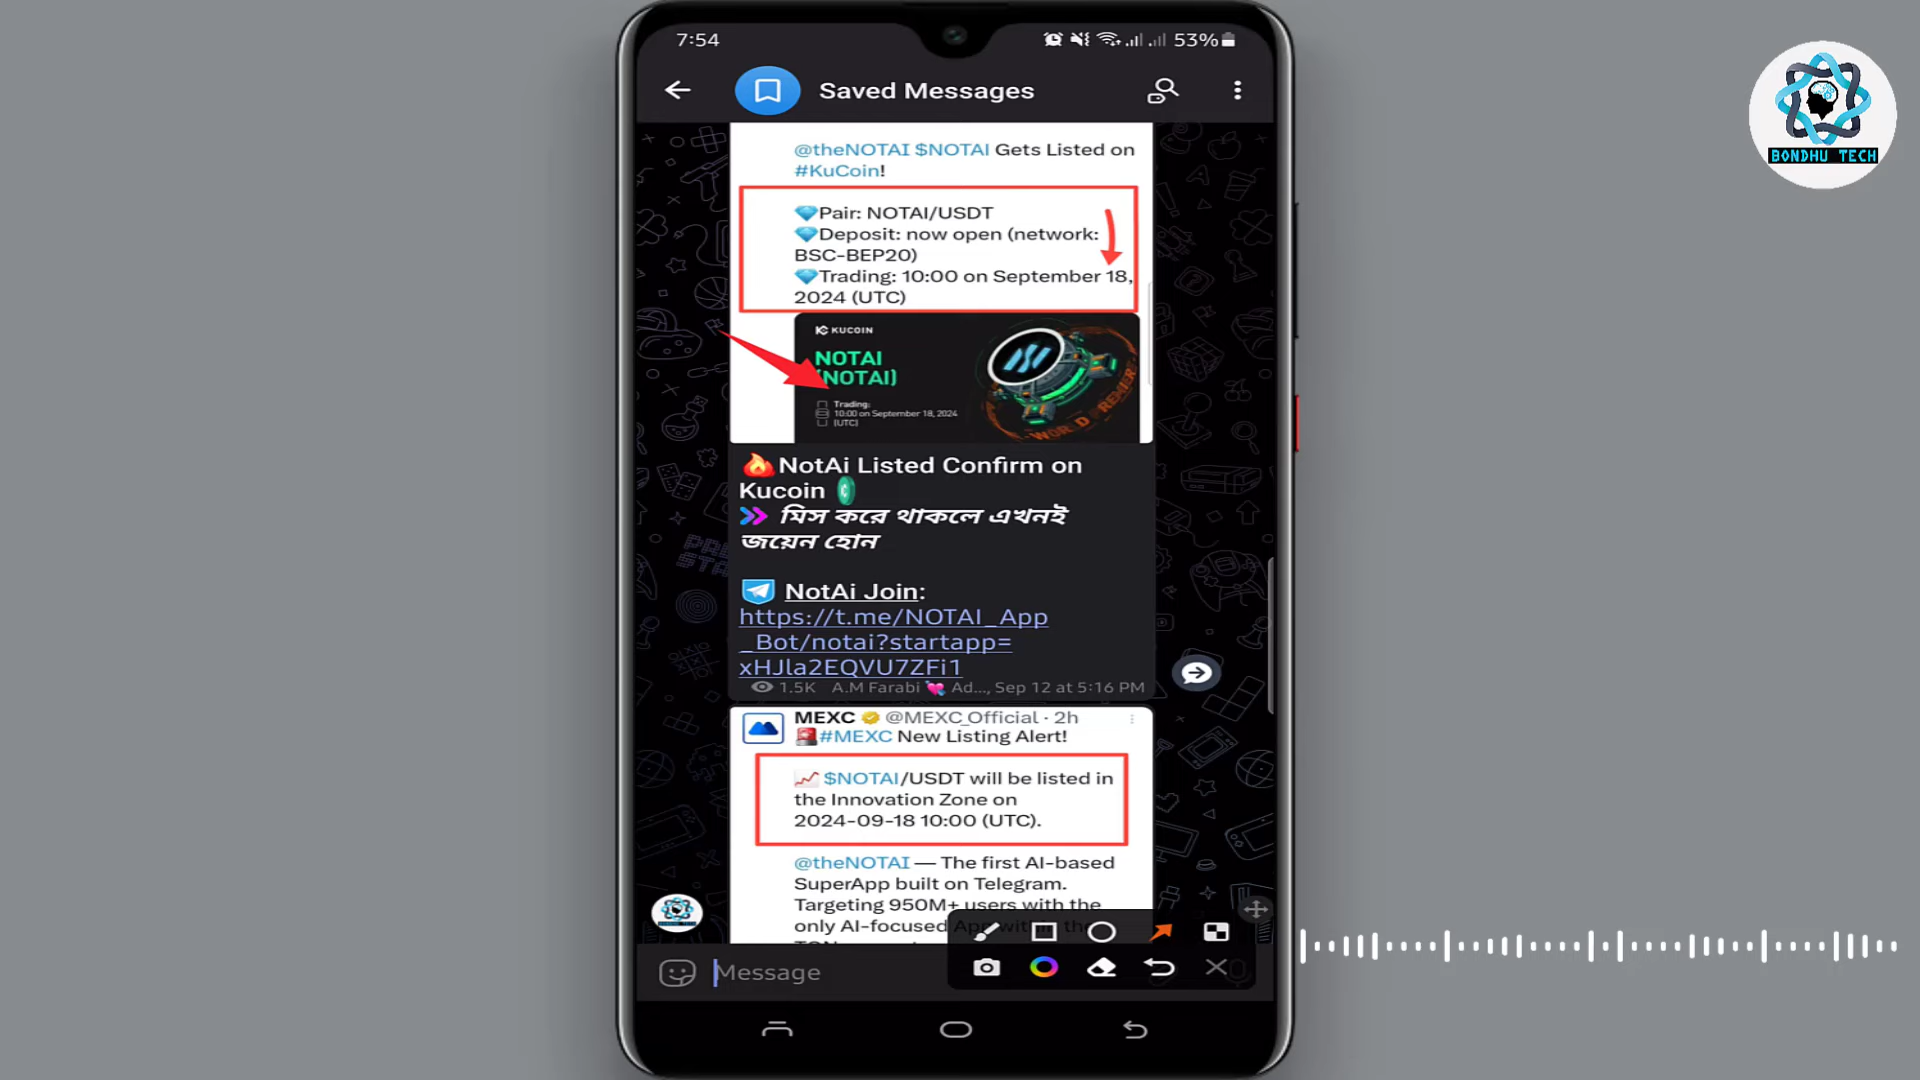 7:54
53%
Saved Messages
BONDHU TECH
@theNOTAI $NOTAI Gets Listed on
#KuCoin!
Pair: NOTAI/USDT
Deposit: now open (network:
BSC-BEP20)
Trading: 10:00 on September 18,
2024 (UTC)
KUCOIN
NOTAI
(NOTAI)
Trading:
10:00 on September 18, 2024
(UTC)
WORLD PREMIERE
NotAi Listed Confirm on
Kucoin
মিস করে থাকলে এখনই
জয়েন হোন
NotAi Join:
https://t.me/NOTAI_App
_Bot/notai?startapp=
xHJla2EQVU7ZFi1
1.5K A.M Farabi Ad..., Sep 12 at 5:16 PM
MEXC @MEXC_Official · 2h
#MEXC New Listing Alert!
$NOTAI/USDT will be listed in
the Innovation Zone on
2024-09-18 10:00 (UTC).
@theNOTAI — The first AI-based
SuperApp built on Telegram.
Targeting 950M+ users with the
only AI-focused App within the
Message